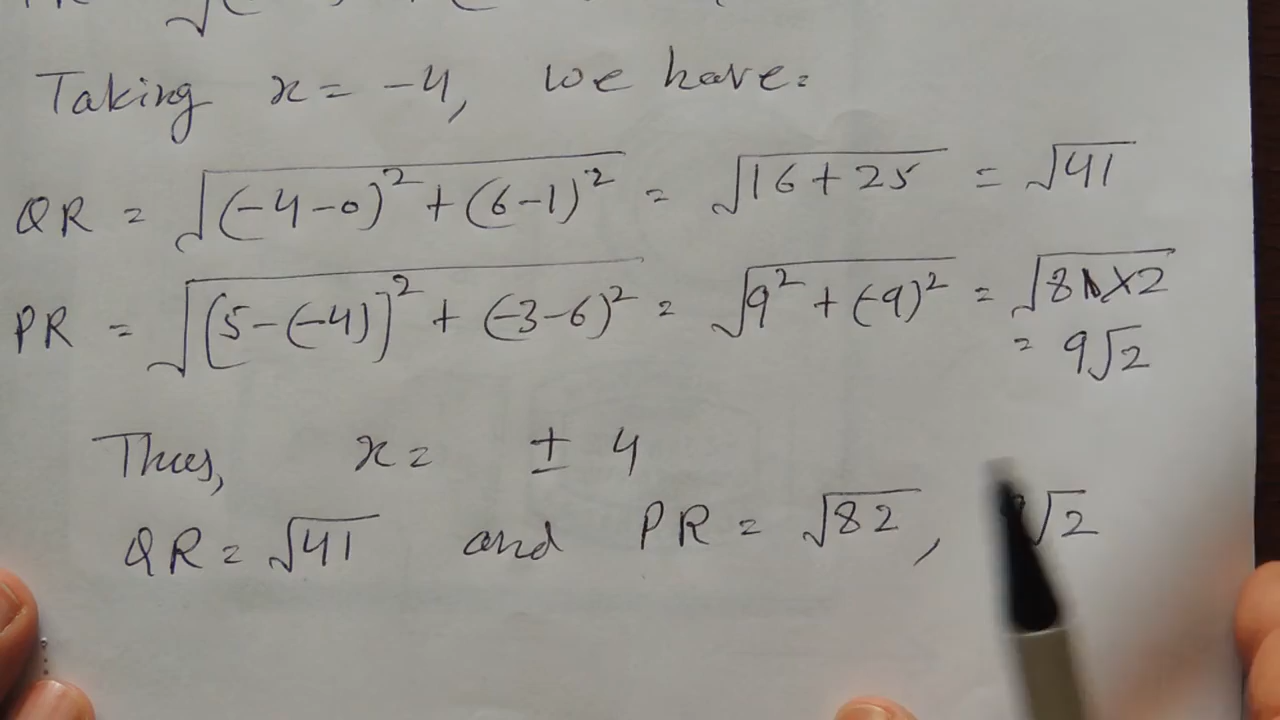 Taking x = -4, we have:
QR = √(-4-0)² + (6-1)² = √16+25 = √41
PR = √(5-(-4))² + (-3-6)² = √9² + (-9)² = √81×2
= 9√2
Thus, x = ± 4
QR = √41 and PR = √82, √2